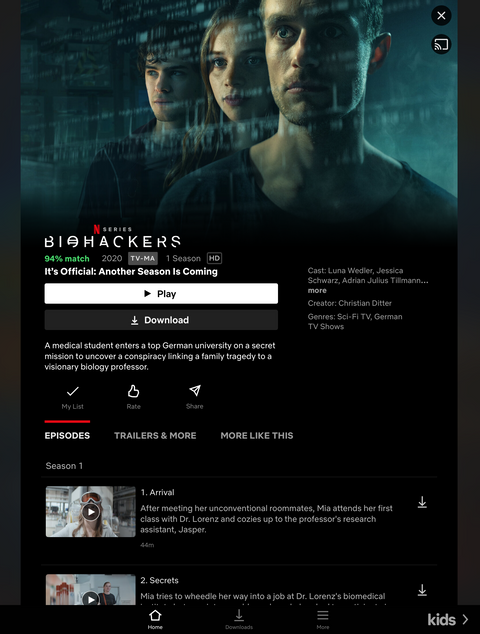 N SERIES
BIOHACKERS
94% match 2020 TV-MA 1 Season HD
It's Official: Another Season Is Coming
Play
Download
A medical student enters a top German university on a secret
mission to uncover a conspiracy linking a family tragedy to a
visionary biology professor.
Cast: Luna Wedler, Jessica
Schwarz, Adrian Julius Tillmann...
more
Creator: Christian Ditter
Genres: Sci-Fi TV, German
TV Shows
My List
Rate
Share
EPISODES
TRAILERS & MORE
MORE LIKE THIS
Season 1
1. Arrival
After meeting her unconventional roommates, Mia attends her first
class with Dr. Lorenz and cozies up to the professor's research
assistant, Jasper.
44m
2. Secrets
Mia tries to wheedle her way into a job at Dr. Lorenz's biomedical
Home
Downloads
More
kids